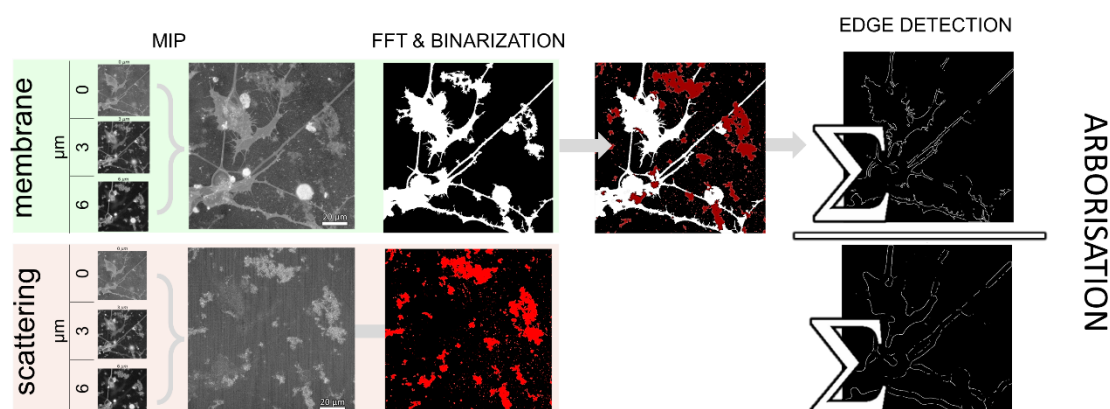 EDGE DETECTION
MIP
FFT & BINARIZATION
membrane
µm
0
3
6
20 µm
Σ
ARBORISATION
scattering
µm
0
3
6
20 µm
Σ